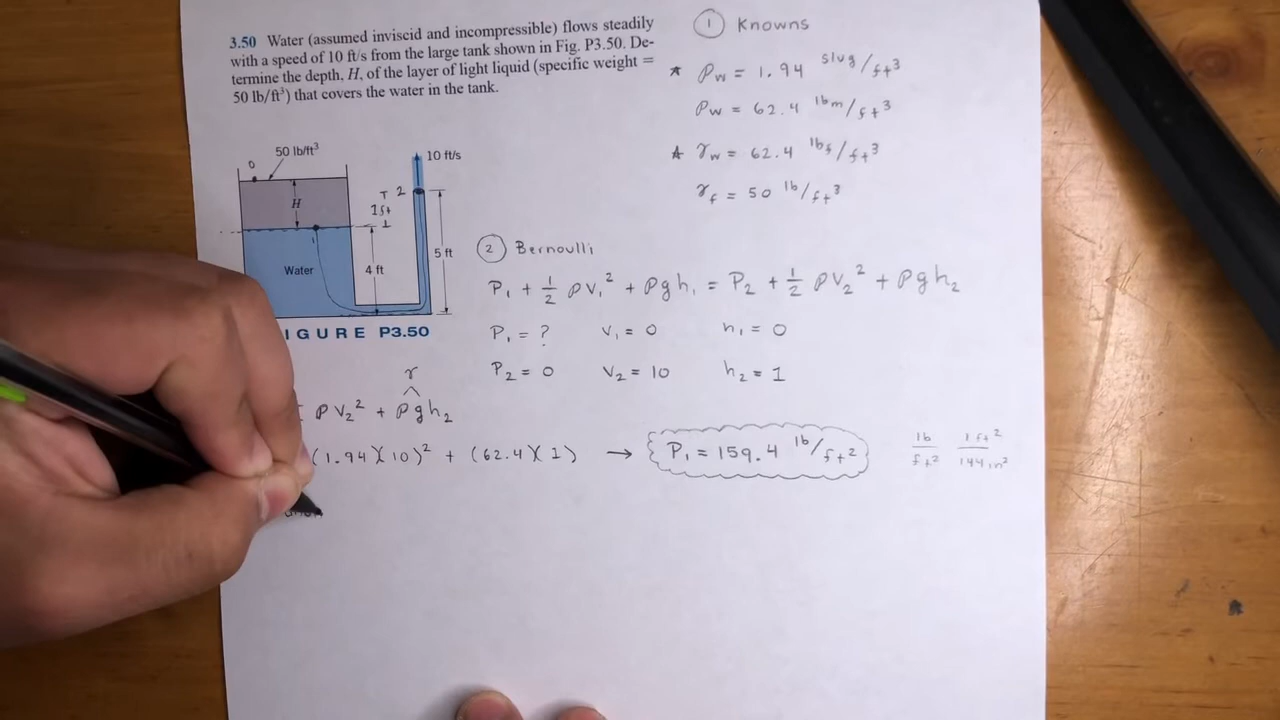 3.50 Water (assumed inviscid and incompressible) flows steadily
with a speed of 10 ft/s from the large tank shown in Fig. P3.50. De-
termine the depth, H, of the layer of light liquid (specific weight =
50 lb/ft³) that covers the water in the tank.
① Knowns
* ρw = 1.94 slug/ft³
ρw = 62.4 lbm/ft³
* γw = 62.4 lbf/ft³
γf = 50 lb/ft³
0
50 lb/ft³
10 ft/s
H
2
1ft
1
5 ft
Water
4 ft
IGURE P3.50
② Bernoulli
P₁ + ½ ρV₁² + ρgh₁ = P₂ + ½ ρV₂² + ρgh₂
P₁ = ? V₁ = 0 h₁ = 0
P₂ = 0 V₂ = 10 h₂ = 1
γ
ρV₂² + ρgh₂
(1.94)(10)² + (62.4)(1) → P₁ = 159.4 lb/ft²
lb/ft² 1ft²/144in²